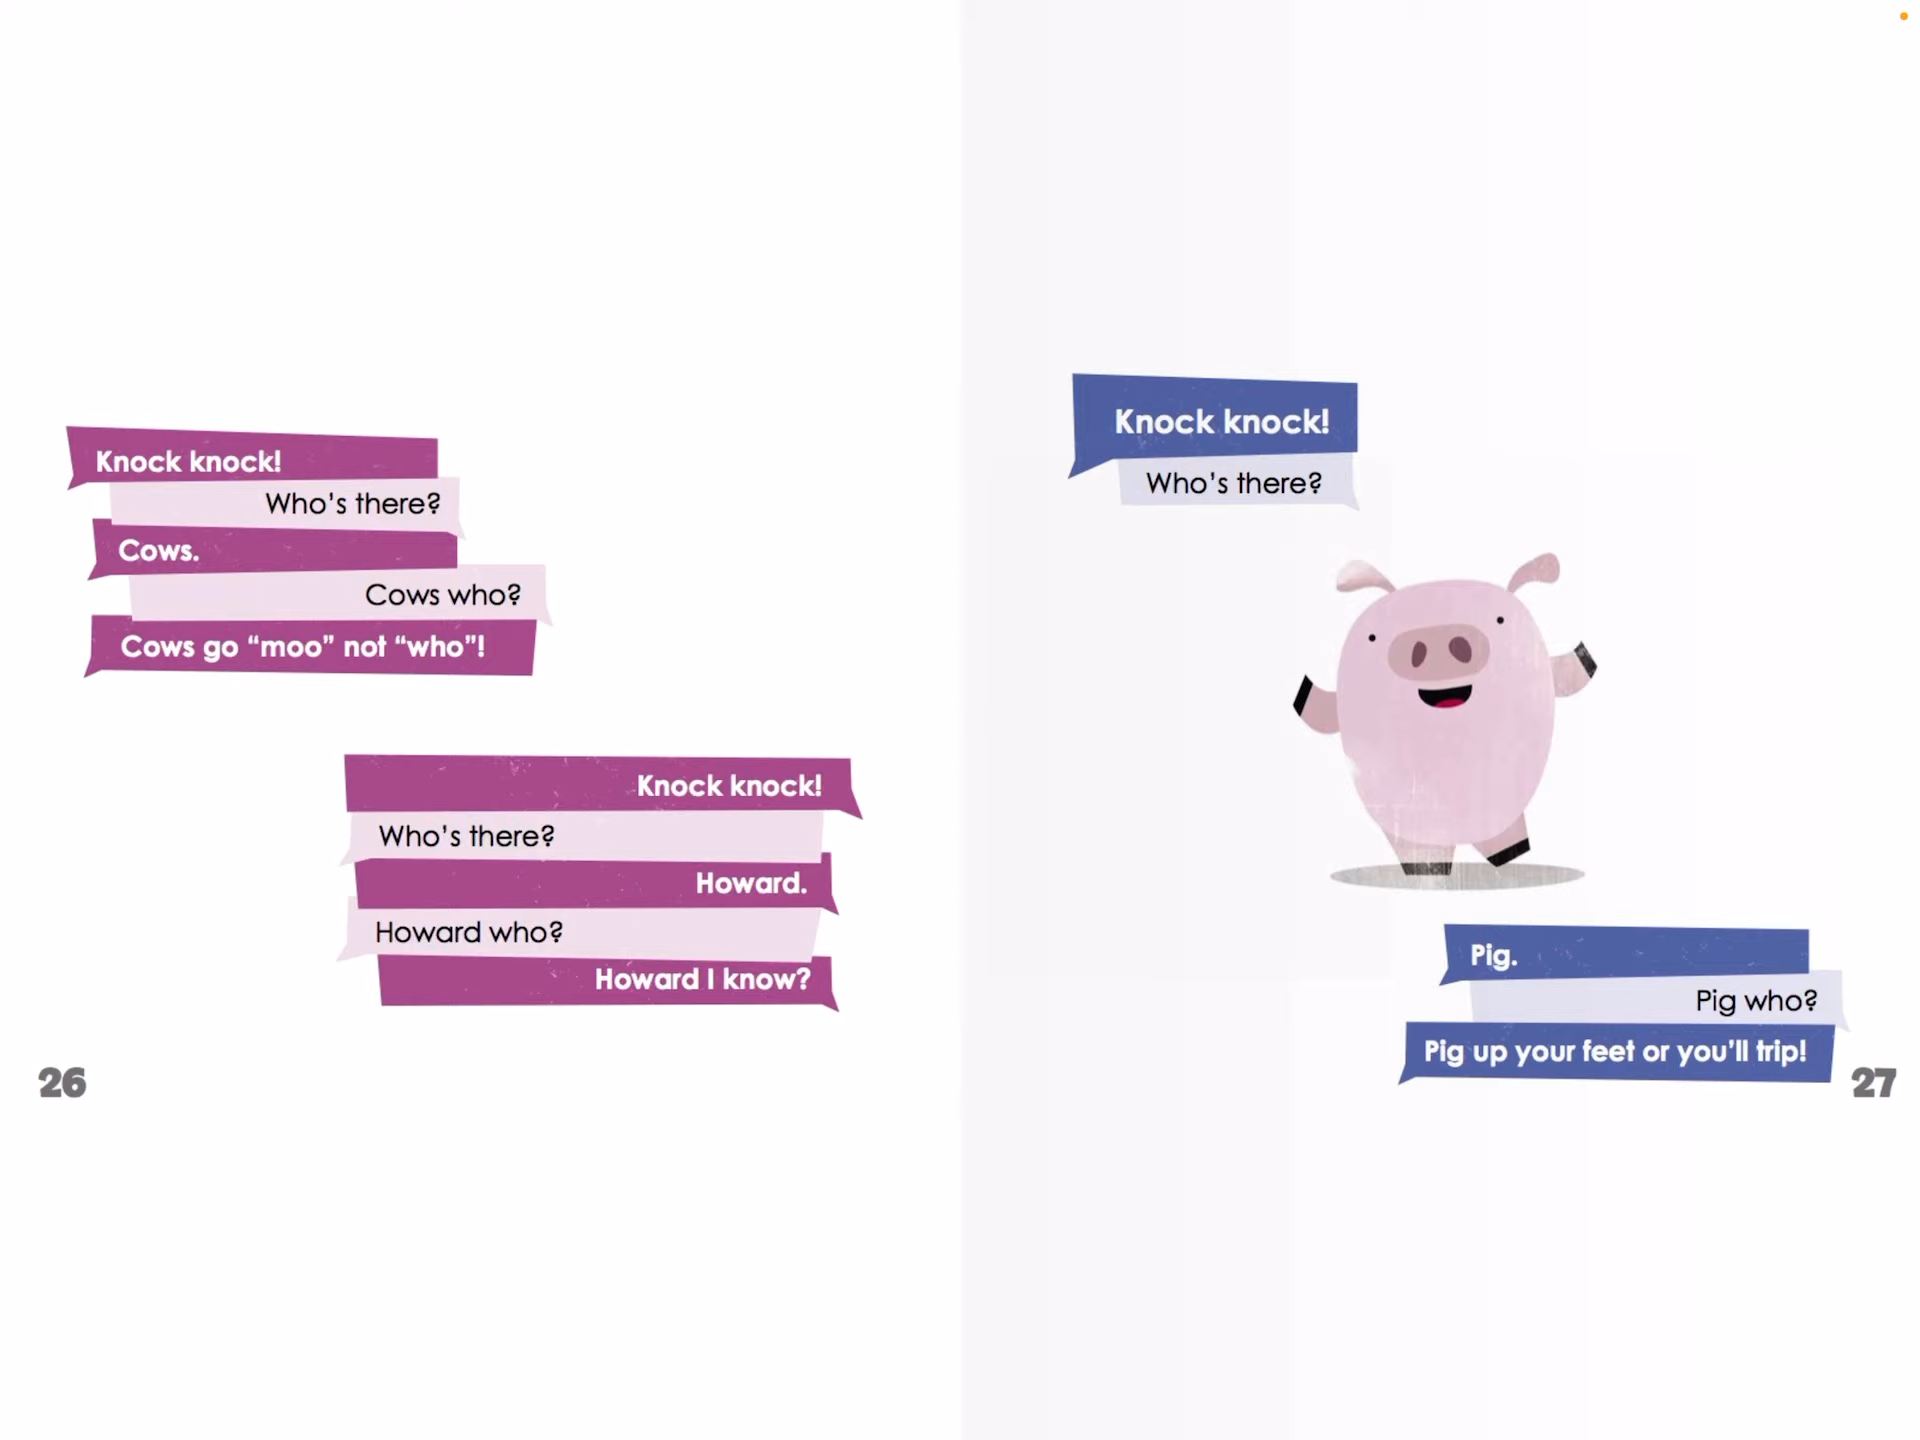 Knock knock!
Who's there?
Cows.
Cows who?
Cows go “moo” not “who”!
Knock knock!
Who's there?
Howard.
Howard who?
Howard I know?
26
Knock knock!
Who's there?
Pig.
Pig who?
Pig up your feet or you'll trip!
27